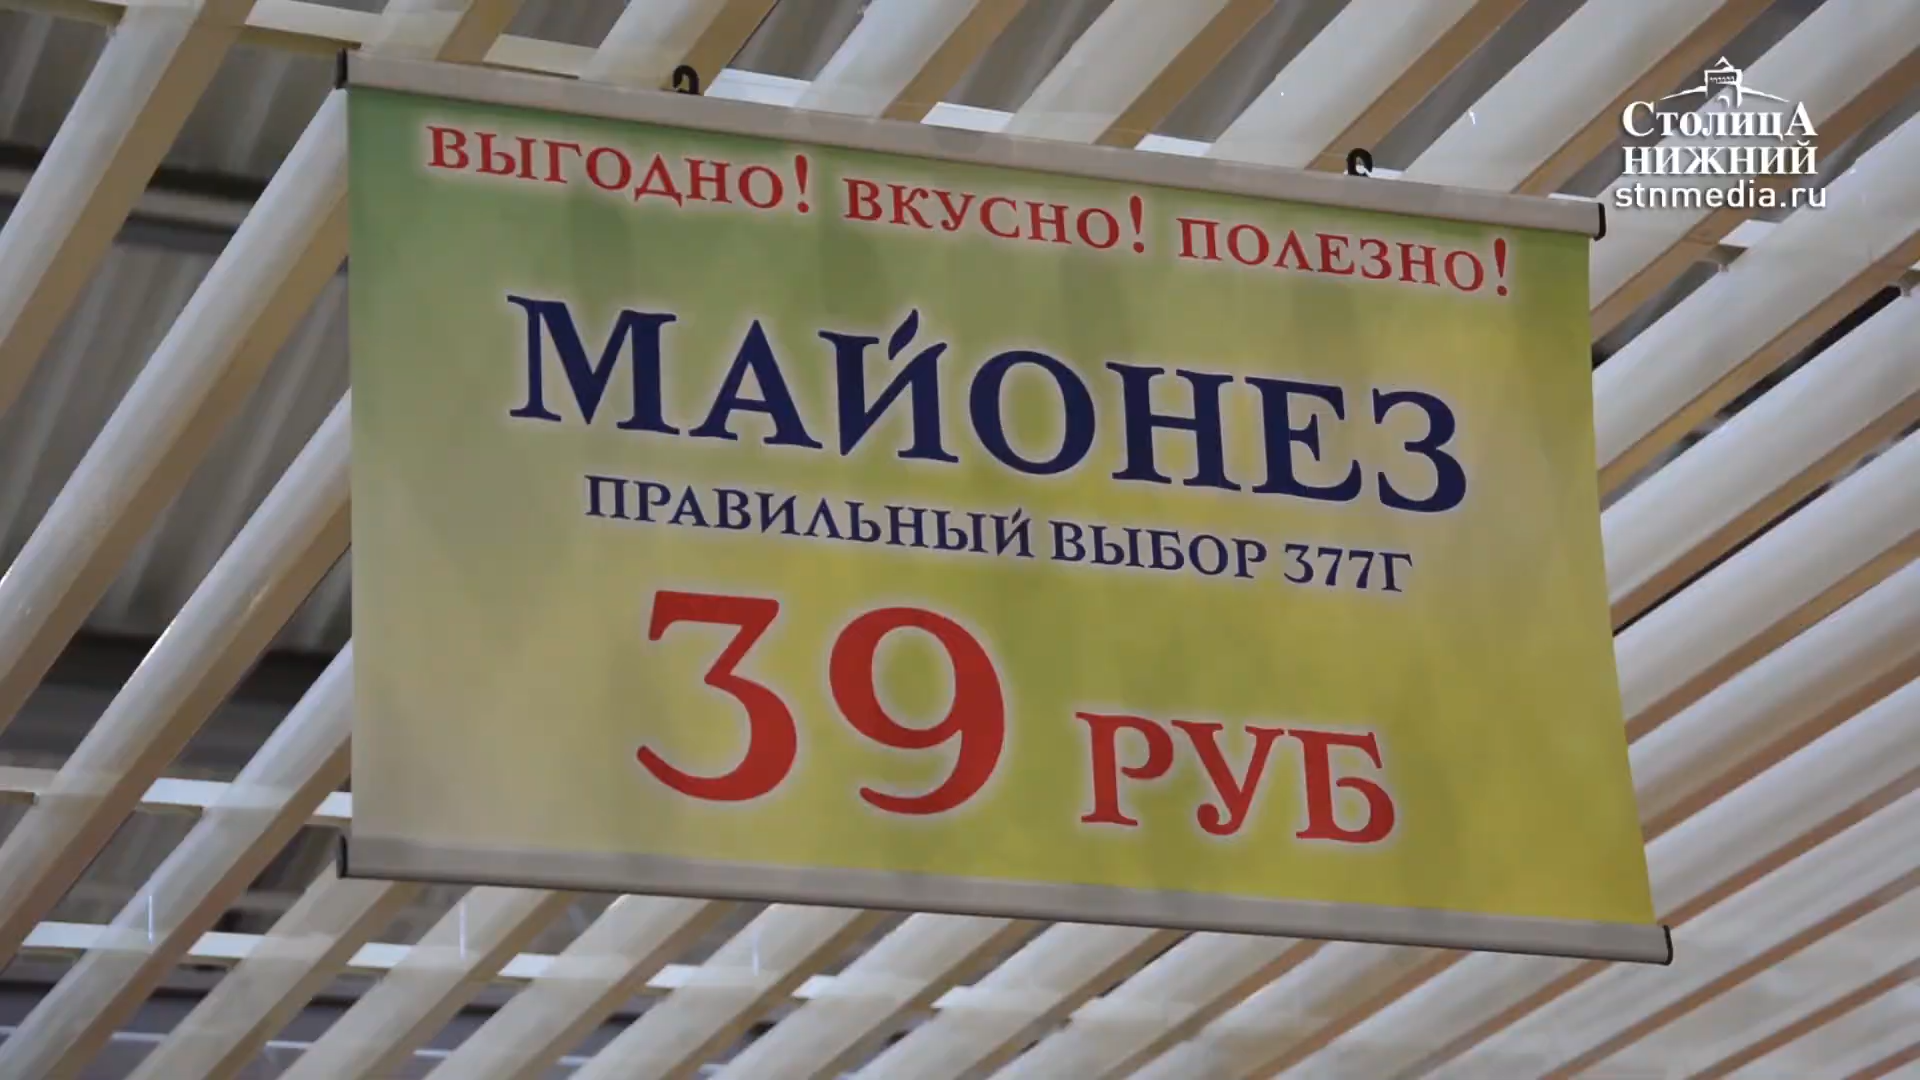 ВЫГОДНО! ВКУСНО! ПОЛЕЗНО!
МАЙОНЕЗ
ПРАВИЛЬНЫЙ ВЫБОР 377Г
39 РУБ
СТОЛИЦА
НИЖНИЙ
stnmedia.ru